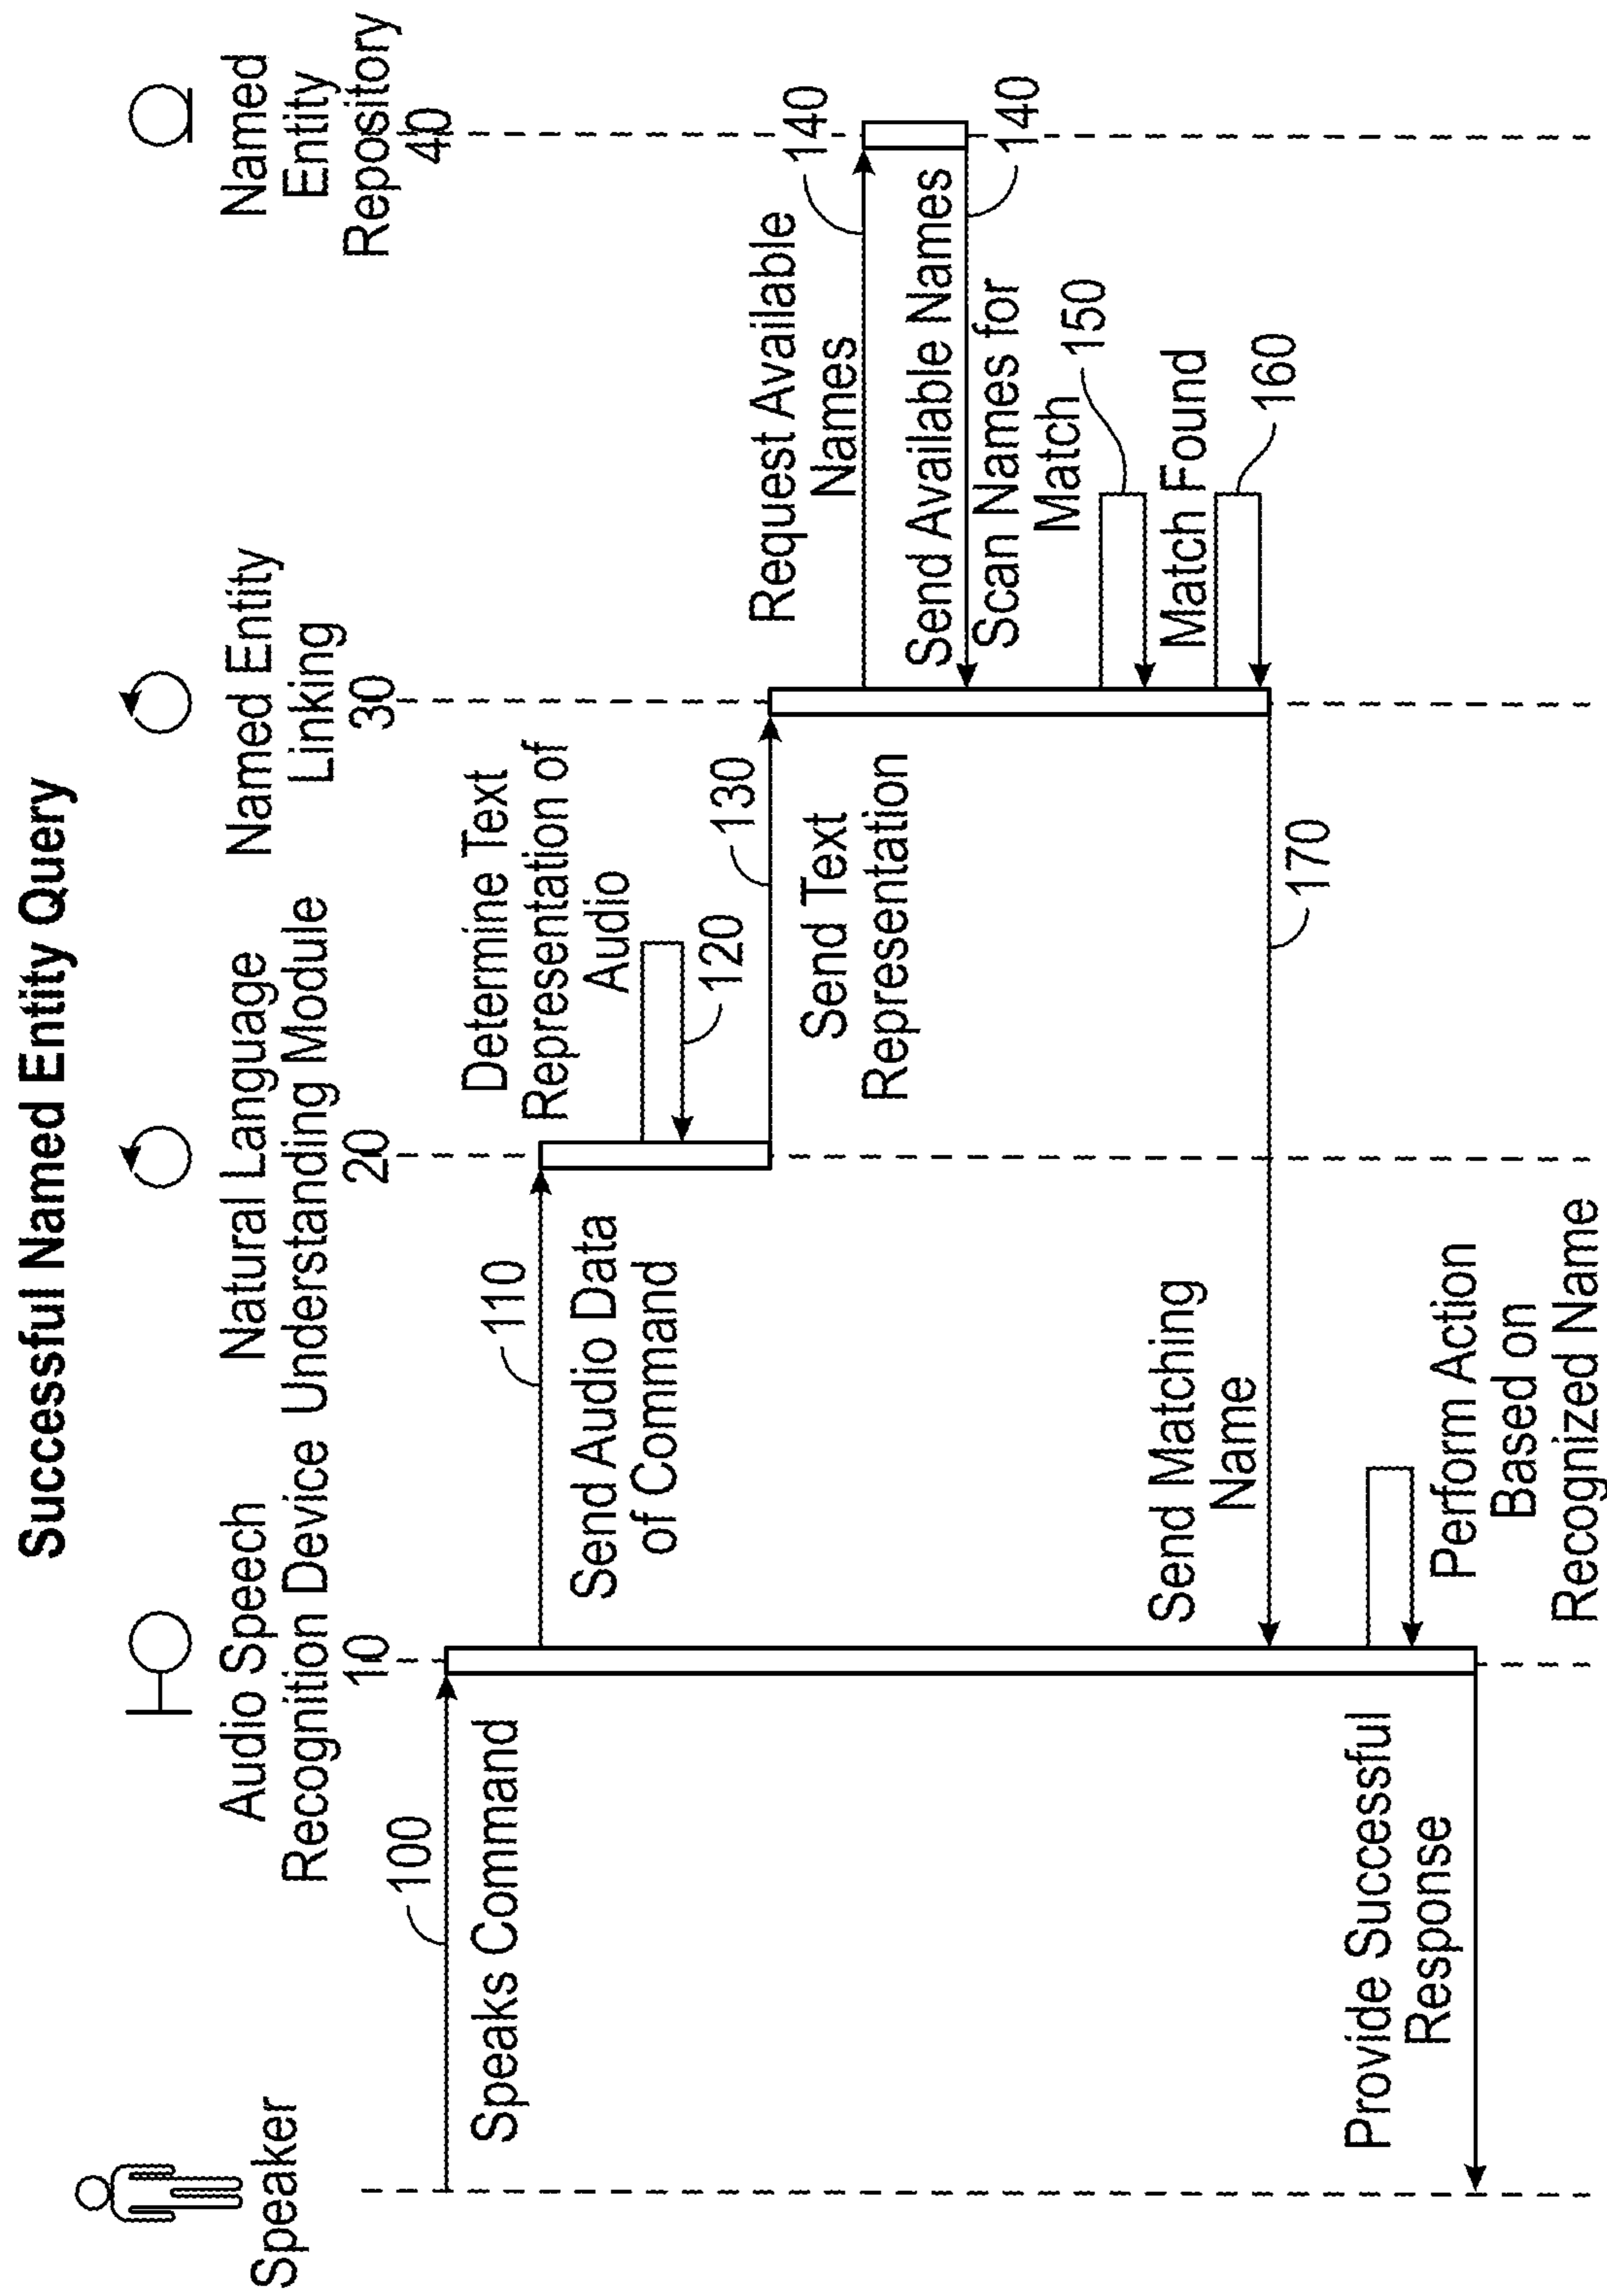 Successful Named Entity Query
Speaker
Audio Speech
Recognition Device
10
Natural Language
Understanding Module
20
Named Entity
Linking
30
Named
Entity
Repository
40
100
Speaks Command
110
Send Audio Data
of Command
Determine Text
Representation of
Audio
120
130
Send Text
Representation
Request Available
Names
140
Send Available Names
140
Scan Names for
Match
150
Match Found
160
Send Matching
Name
170
Perform Action
Based on
Recognized Name
Provide Successful
Response